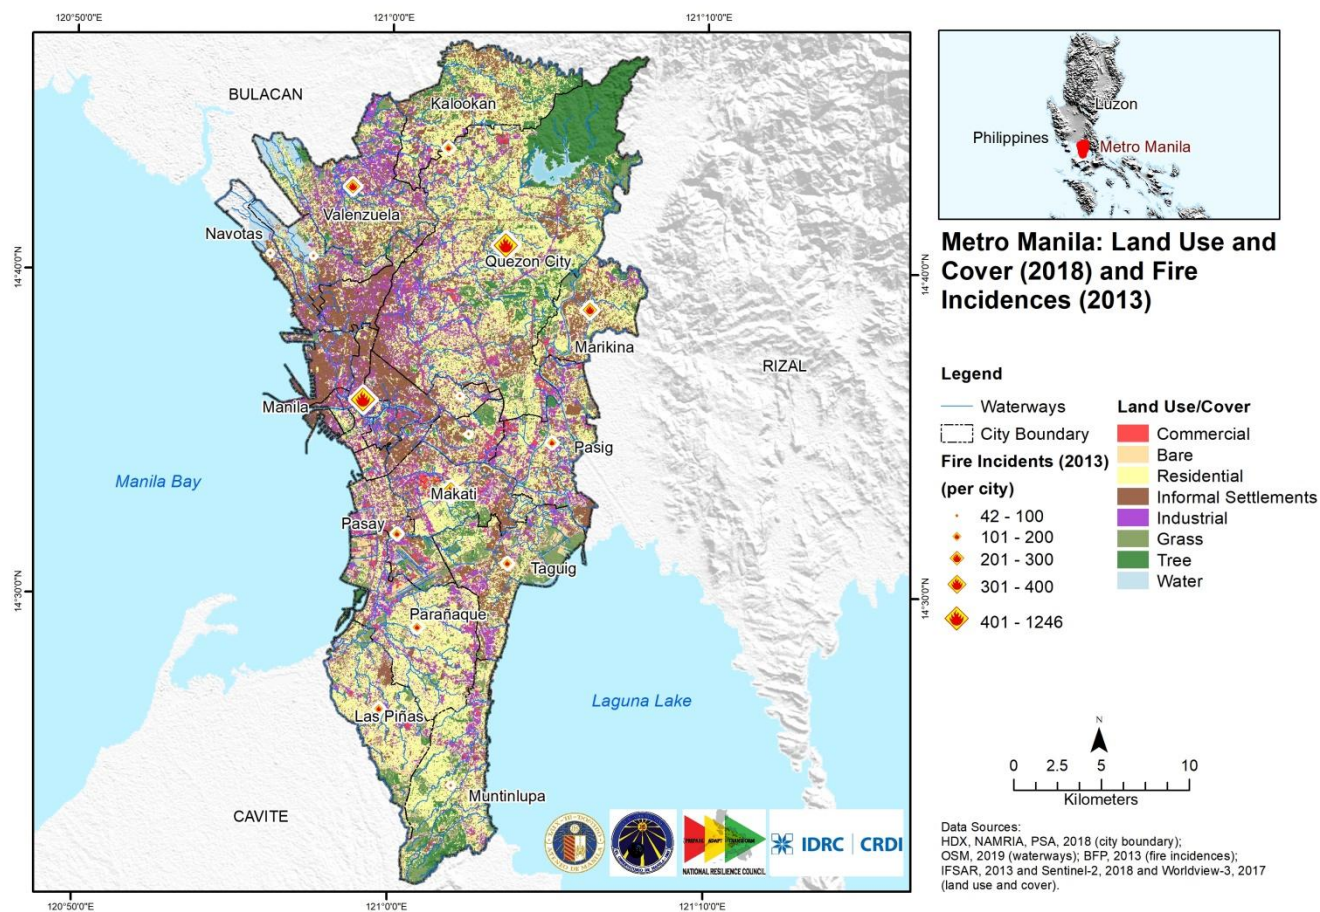 120°50'0"E
121°0'0"E
121°10'0"E
14°40'0"N
14°30'0"N
14°40'0"N
14°30'0"N
120°50'0"E
121°0'0"E
121°10'0"E
BULACAN
Kalookan
Valenzuela
Navotas
Quezon City
Marikina
RIZAL
Manila
Pasig
Manila Bay
Makati
Pasay
Taguig
Parañaque
Laguna Lake
Las Piñas
Muntinlupa
CAVITE
NATIONAL RESILIENCE COUNCIL
IDRC | CRDI
Luzon
Philippines
Metro Manila
Metro Manila: Land Use and
Cover (2018) and Fire
Incidences (2013)
Legend
Waterways
City Boundary
Fire Incidents (2013)
(per city)
42 - 100
101 - 200
201 - 300
301 - 400
401 - 1246
Land Use/Cover
Commercial
Bare
Residential
Informal Settlements
Industrial
Grass
Tree
Water
N
0 2.5 5 10
Kilometers
Data Sources:
HDX, NAMRIA, PSA, 2018 (city boundary);
OSM, 2019 (waterways); BFP, 2013 (fire incidences);
IFSAR, 2013 and Sentinel-2, 2018 and Worldview-3, 2017
(land use and cover).